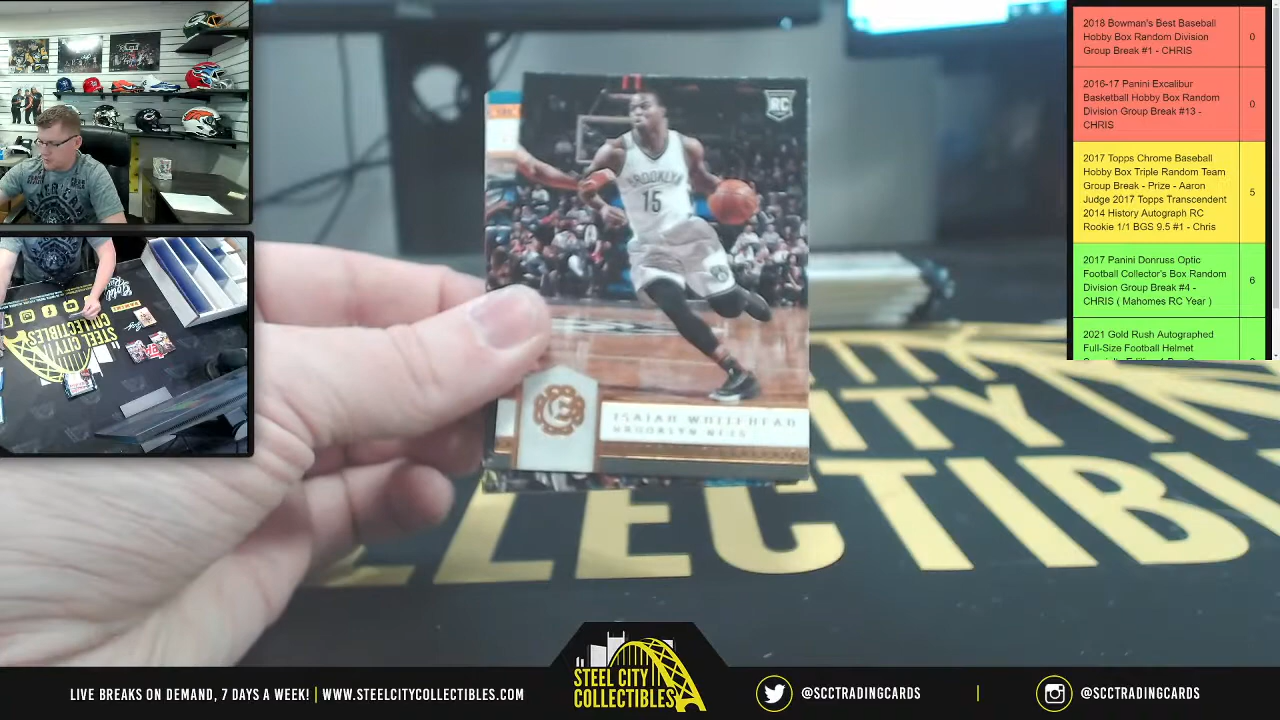 2018 Bowman's Best Baseball
Hobby Box Random Division
Group Break #1 - CHRIS
0
2016-17 Panini Excalibur
Basketball Hobby Box Random
Division Group Break #13 -
CHRIS
0
2017 Topps Chrome Baseball
Hobby Box Triple Random Team
Group Break - Prize - Aaron
Judge 2017 Topps Transcendent
2014 History Autograph RC
Rookie 1/1 BGS 9.5 #1 - Chris
5
2017 Panini Donruss Optic
Football Collector's Box Random
Division Group Break #4 -
CHRIS ( Mahomes RC Year )
6
2021 Gold Rush Autographed
Full-Size Football Helmet
RC
BROOKLYN
15
ISAIAH WHITEHEAD
BROOKLYN NETS
STEEL CITY
COLLECTIBLES
LIVE BREAKS ON DEMAND, 7 DAYS A WEEK! | WWW.STEELCITYCOLLECTIBLES.COM
STEEL CITY
COLLECTIBLES
@SCCTRADINGCARDS
@SCCTRADINGCARDS